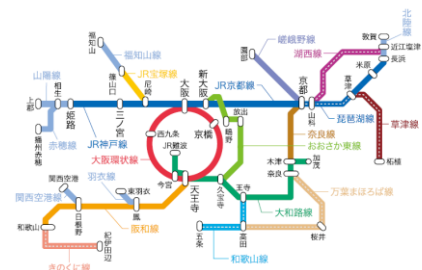 北陸線
敦賀
近江塩津
長浜
米原
福知山
福知山線
園部
嵯峨野線
湖西線
山陽線
相生
篠山口
JR宝塚線
尼崎
大阪
新大阪
JR京都線
京都
山科
草津
上郡
姫路
三ノ宮
琵琶湖線
播州赤穂
赤穂線
JR神戸線
西九条
京橋
鴫野
放出
おおさか東線
奈良線
草津線
大阪環状線
JR難波
木津
加茂
柘植
関西空港
羽衣線
今宮
奈良
関西空港線
東羽衣
天王寺
久宝寺
王寺
万葉まほろば線
日根野
鳳
大和路線
和歌山
阪和線
五条
高田
桜井
紀伊田辺
和歌山線
きのくに線